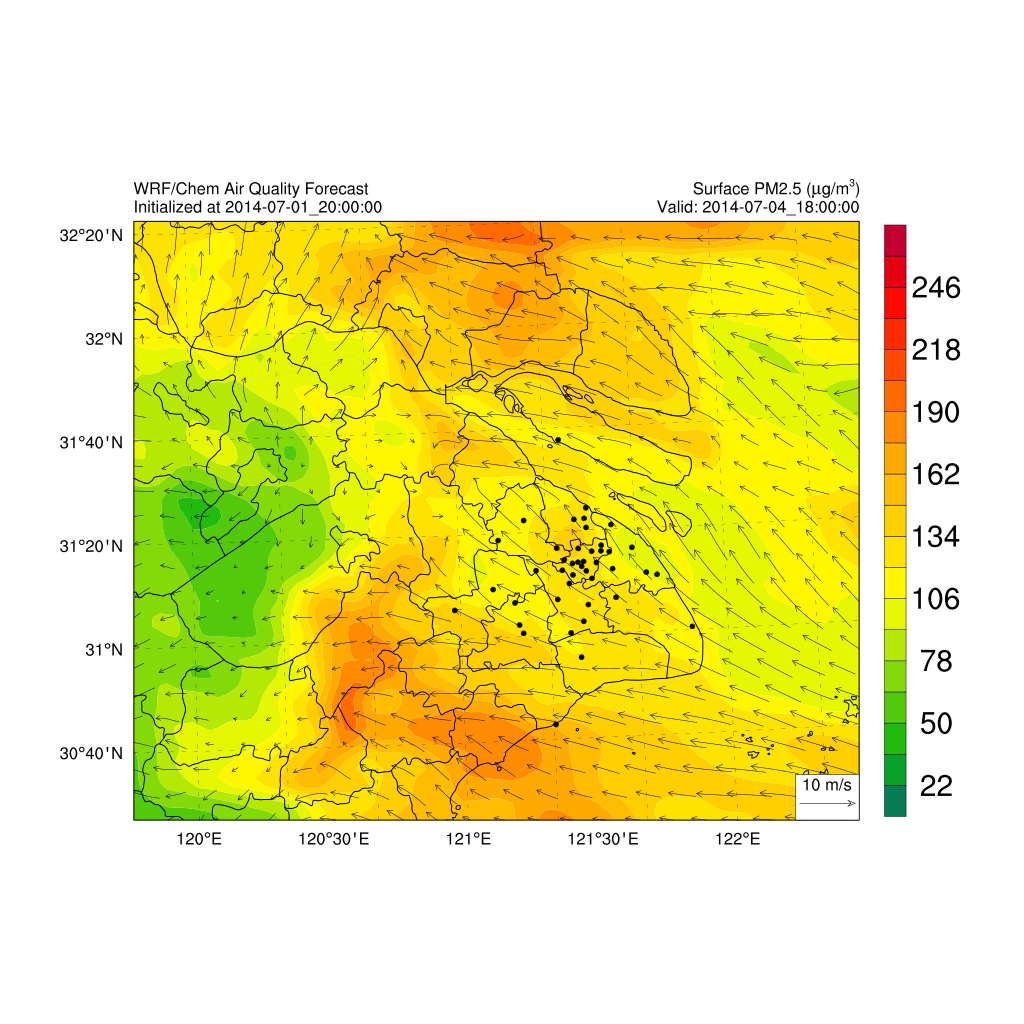 WRF/Chem Air Quality Forecast
Surface PM2.5 (μg/m³)
Initialized at 2014-07-01_20:00:00
Valid: 2014-07-04_18:00:00
32°20'N
32°N
31°40'N
31°20'N
31°N
30°40'N
120°E
120°30'E
121°E
121°30'E
122°E
10 m/s
246
218
190
162
134
106
78
50
22